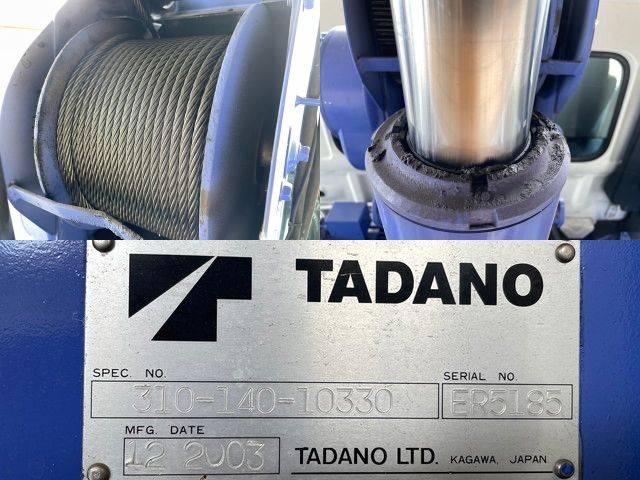 TADANO
SPEC. NO.
310-140-10330
SERIAL NO.
ER5185
MFG. DATE
12 2003
TADANO LTD. KAGAWA, JAPAN